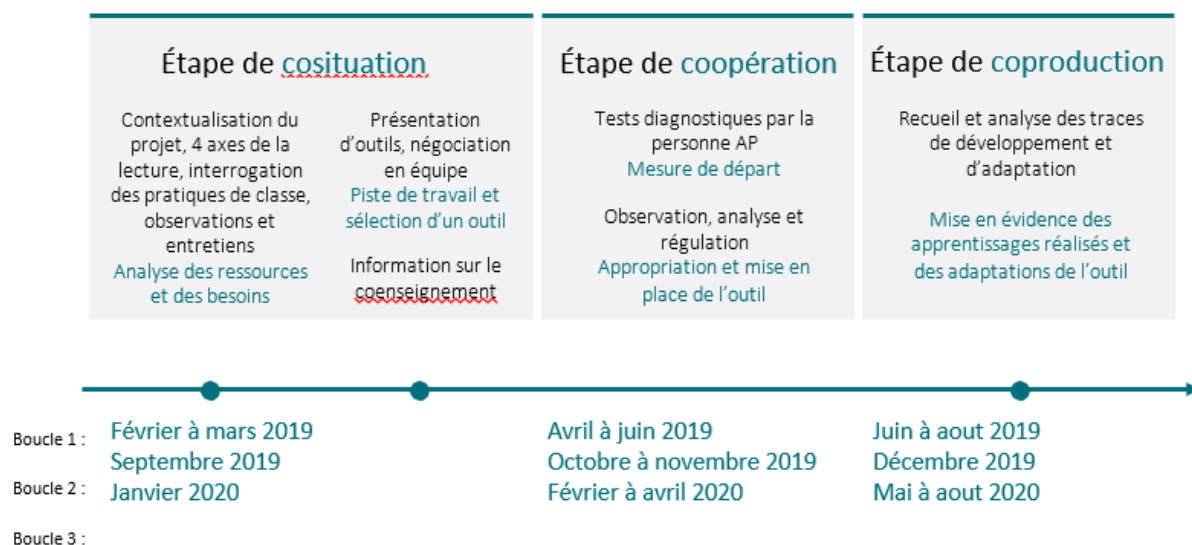 Étape de cosituation
Contextualisation du
projet, 4 axes de la
lecture, interrogation
des pratiques de classe,
observations et
entretiens
Analyse des ressources
et des besoins
Présentation
d'outils, négociation
en équipe
Piste de travail et
sélection d'un outil
Information sur le
coenseignement
Étape de coopération
Tests diagnostiques par la
personne AP
Mesure de départ
Observation, analyse et
régulation
Appropriation et mise en
place de l'outil
Étape de coproduction
Recueil et analyse des traces
de développement et
d'adaptation
Mise en évidence des
apprentissages réalisés et
des adaptations de l'outil
Boucle 1 :
Boucle 2 :
Boucle 3 :
Février à mars 2019
Septembre 2019
Janvier 2020
Avril à juin 2019
Octobre à novembre 2019
Février à avril 2020
Juin à aout 2019
Décembre 2019
Mai à aout 2020